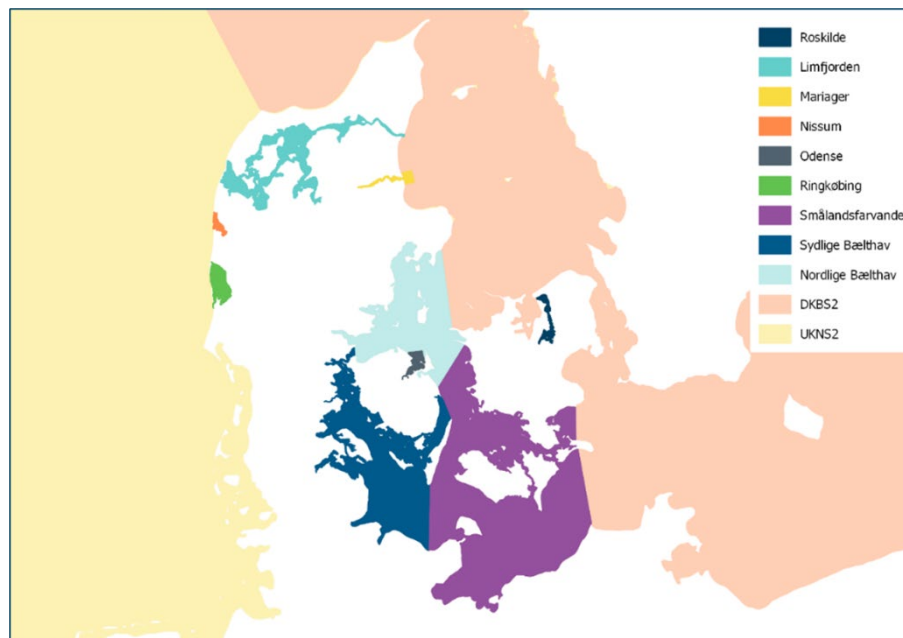 Roskilde
Limfjorden
Mariager
Nissum
Odense
Ringkøbing
Smålandsfarvande
Sydlige Bælthav
Nordlige Bælthav
DKBS2
UKNS2